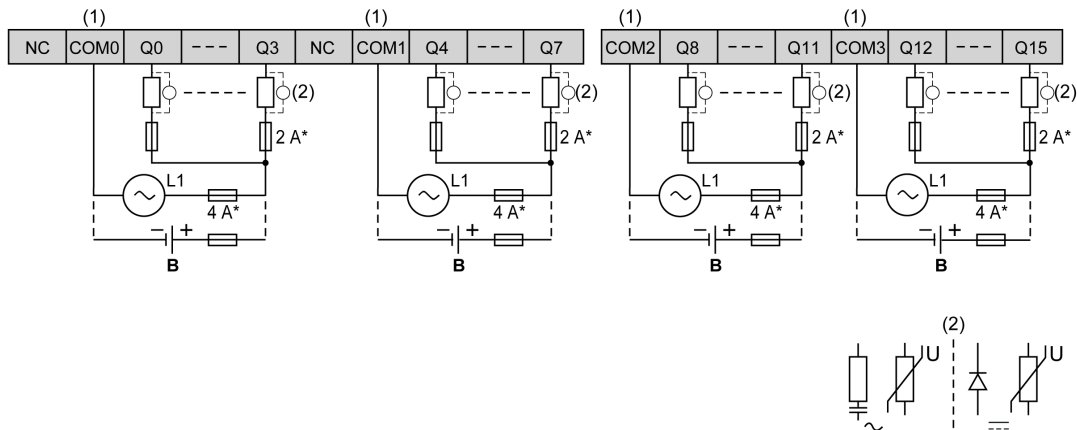 (1) (1) (1) (1)
NC COM0 Q0 --- Q3 NC COM1 Q4 --- Q7 COM2 Q8 --- Q11 COM3 Q12 --- Q15
(2) (2) (2) (2)
2 A* 2 A* 2 A* 2 A*
L1 L1 L1 L1
4 A* 4 A* 4 A* 4 A*
− + − + − + − +
B B B B
(2)
U U